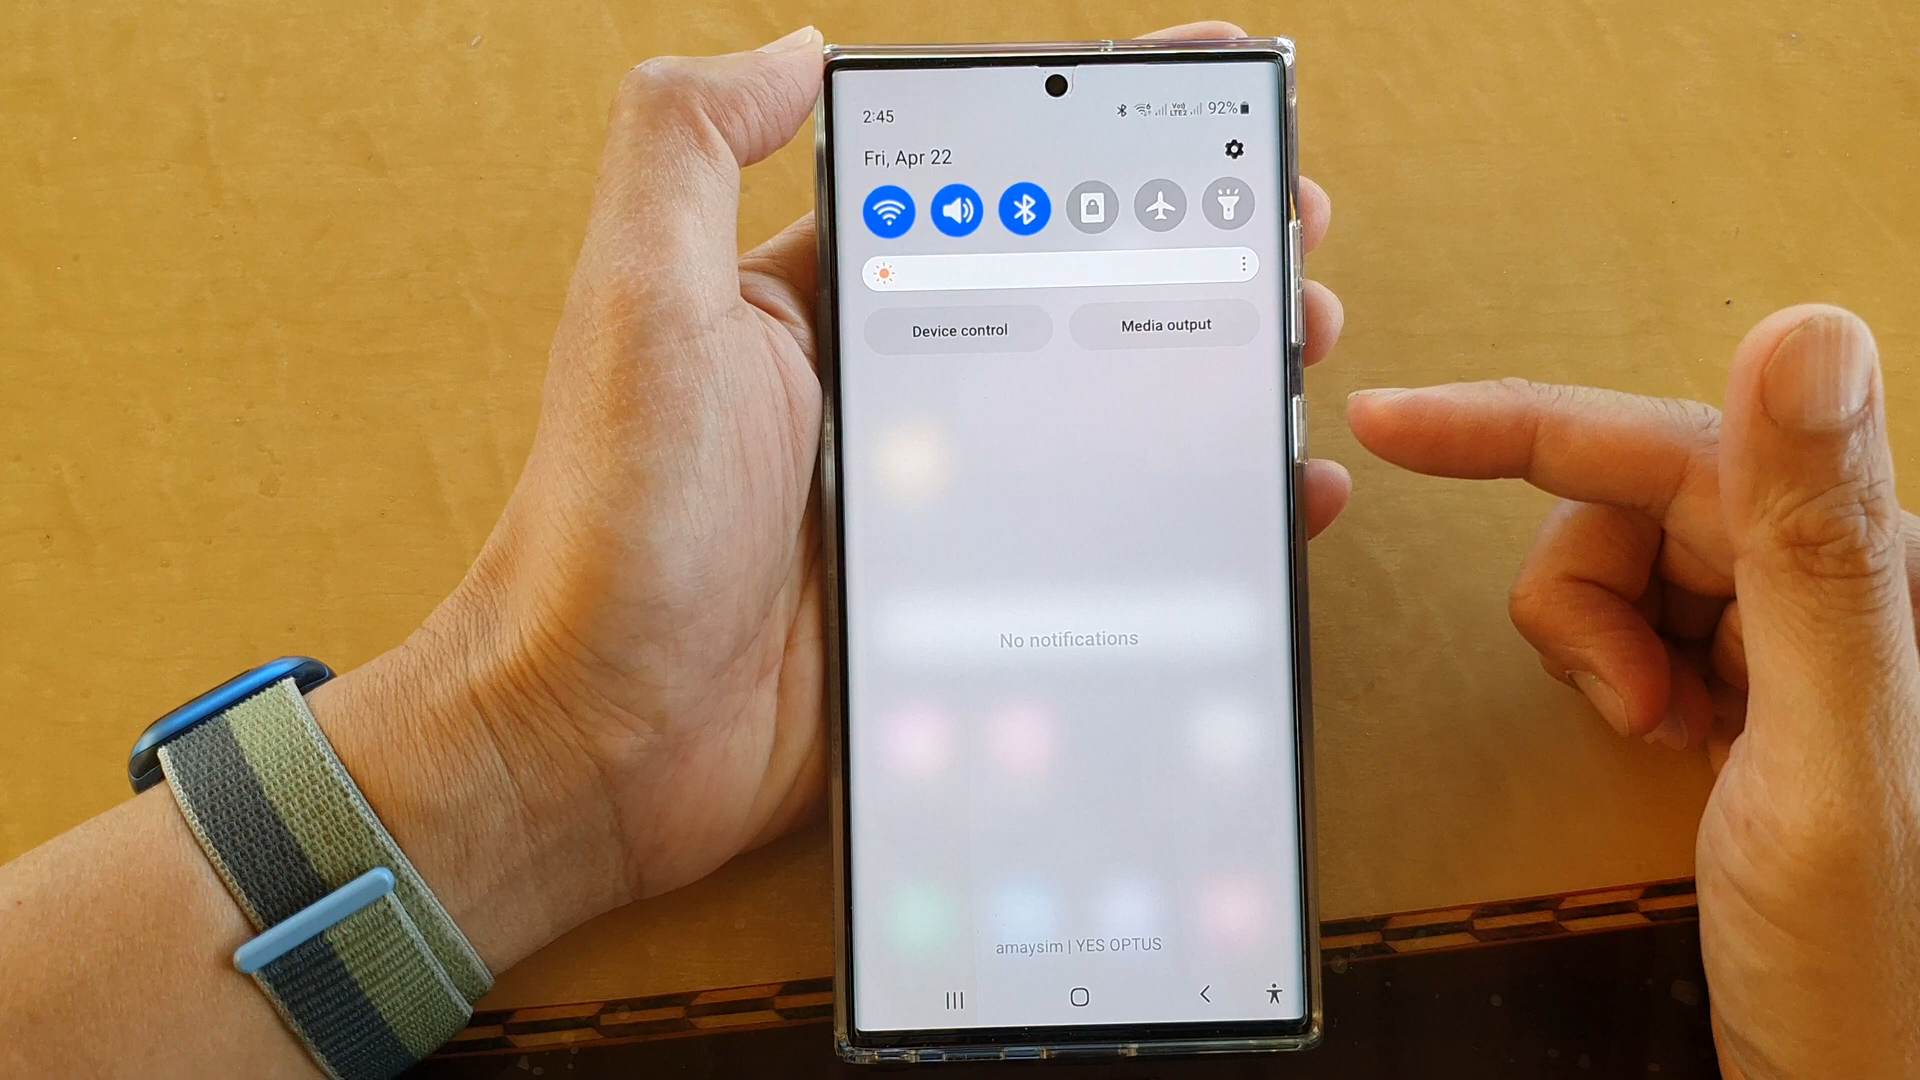 2:45
92%
Fri, Apr 22
Device control
Media output
No notifications
amaysim | YES OPTUS